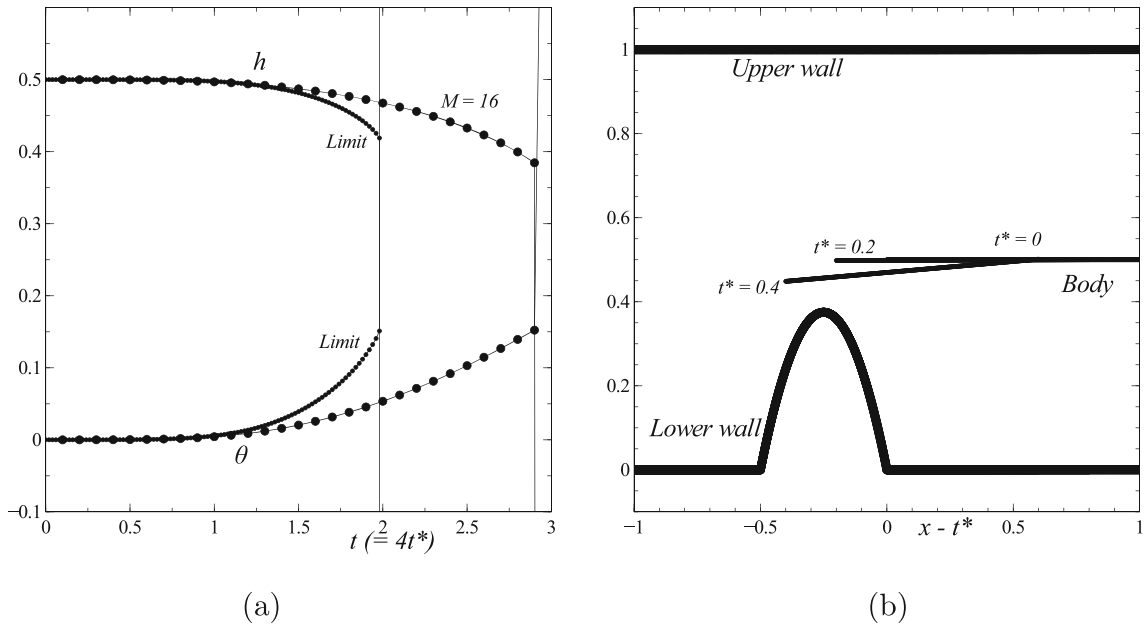 0.5
0.4
0.3
0.2
0.1
0
−0.1
h
M = 16
Limit
Limit
θ
0
0.5
1
1.5
2
2.5
3
t (= 4t*)
(a)
1
0.8
0.6
0.4
0.2
0
Upper wall
t* = 0.2
t* = 0
t* = 0.4
Body
Lower wall
−1
−0.5
0
0.5
1
x - t*
(b)